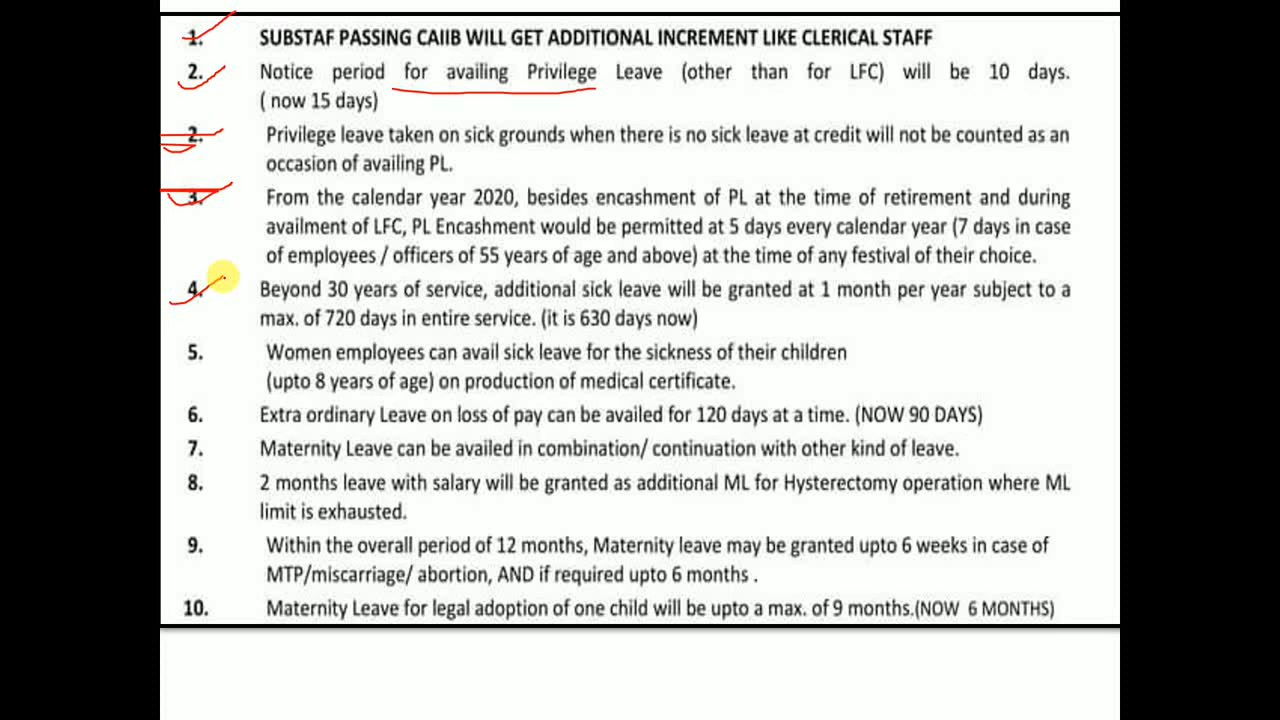 1. SUBSTAF PASSING CAIIB WILL GET ADDITIONAL INCREMENT LIKE CLERICAL STAFF
2. Notice period for availing Privilege Leave (other than for LFC) will be 10 days.
( now 15 days)
2. Privilege leave taken on sick grounds when there is no sick leave at credit will not be counted as an
occasion of availing PL.
3. From the calendar year 2020, besides encashment of PL at the time of retirement and during
availment of LFC, PL Encashment would be permitted at 5 days every calendar year (7 days in case
of employees / officers of 55 years of age and above) at the time of any festival of their choice.
4. Beyond 30 years of service, additional sick leave will be granted at 1 month per year subject to a
max. of 720 days in entire service. (it is 630 days now)
5. Women employees can avail sick leave for the sickness of their children
(upto 8 years of age) on production of medical certificate.
6. Extra ordinary Leave on loss of pay can be availed for 120 days at a time. (NOW 90 DAYS)
7. Maternity Leave can be availed in combination/ continuation with other kind of leave.
8. 2 months leave with salary will be granted as additional ML for Hysterectomy operation where ML
limit is exhausted.
9. Within the overall period of 12 months, Maternity leave may be granted upto 6 weeks in case of
MTP/miscarriage/ abortion, AND if required upto 6 months .
10. Maternity Leave for legal adoption of one child will be upto a max. of 9 months.(NOW 6 MONTHS)